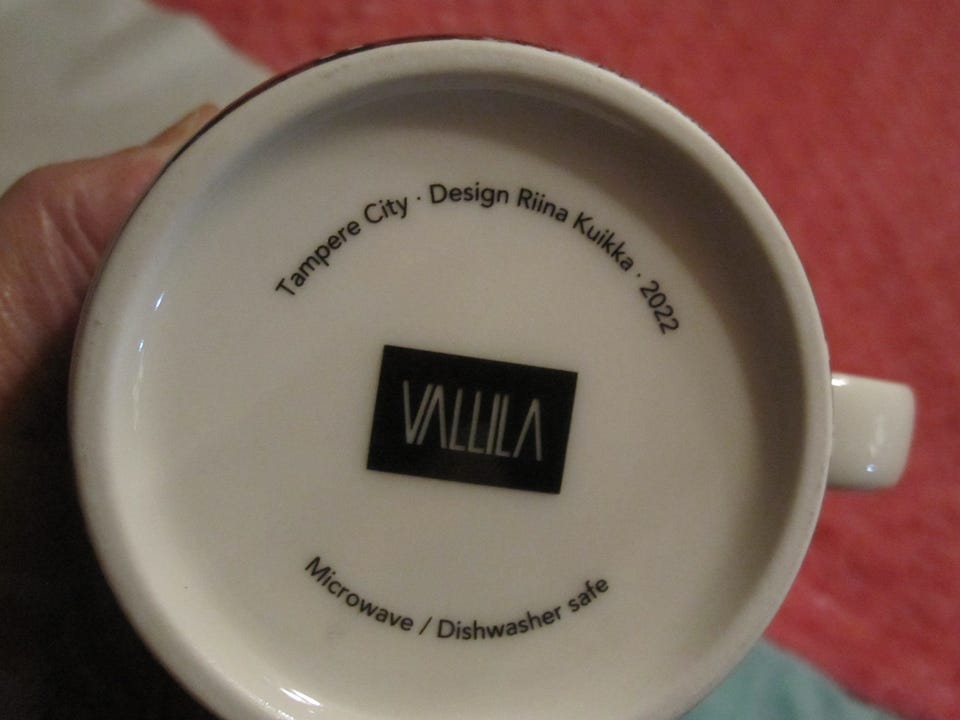 Tampere City · Design Riina Kuikka · 2022
VALLILA
Microwave / Dishwasher safe